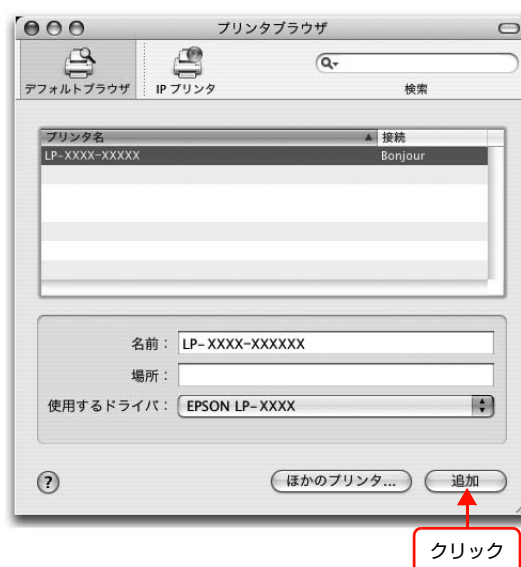 プリンタブラウザ
デフォルトブラウザ
IP プリンタ
検索
プリンタ名 接続
LP-XXXX-XXXXX Bonjour
名前： LP-XXXX-XXXXXX
場所：
使用するドライバ： EPSON LP-XXXX
? ほかのプリンタ... 追加
クリック